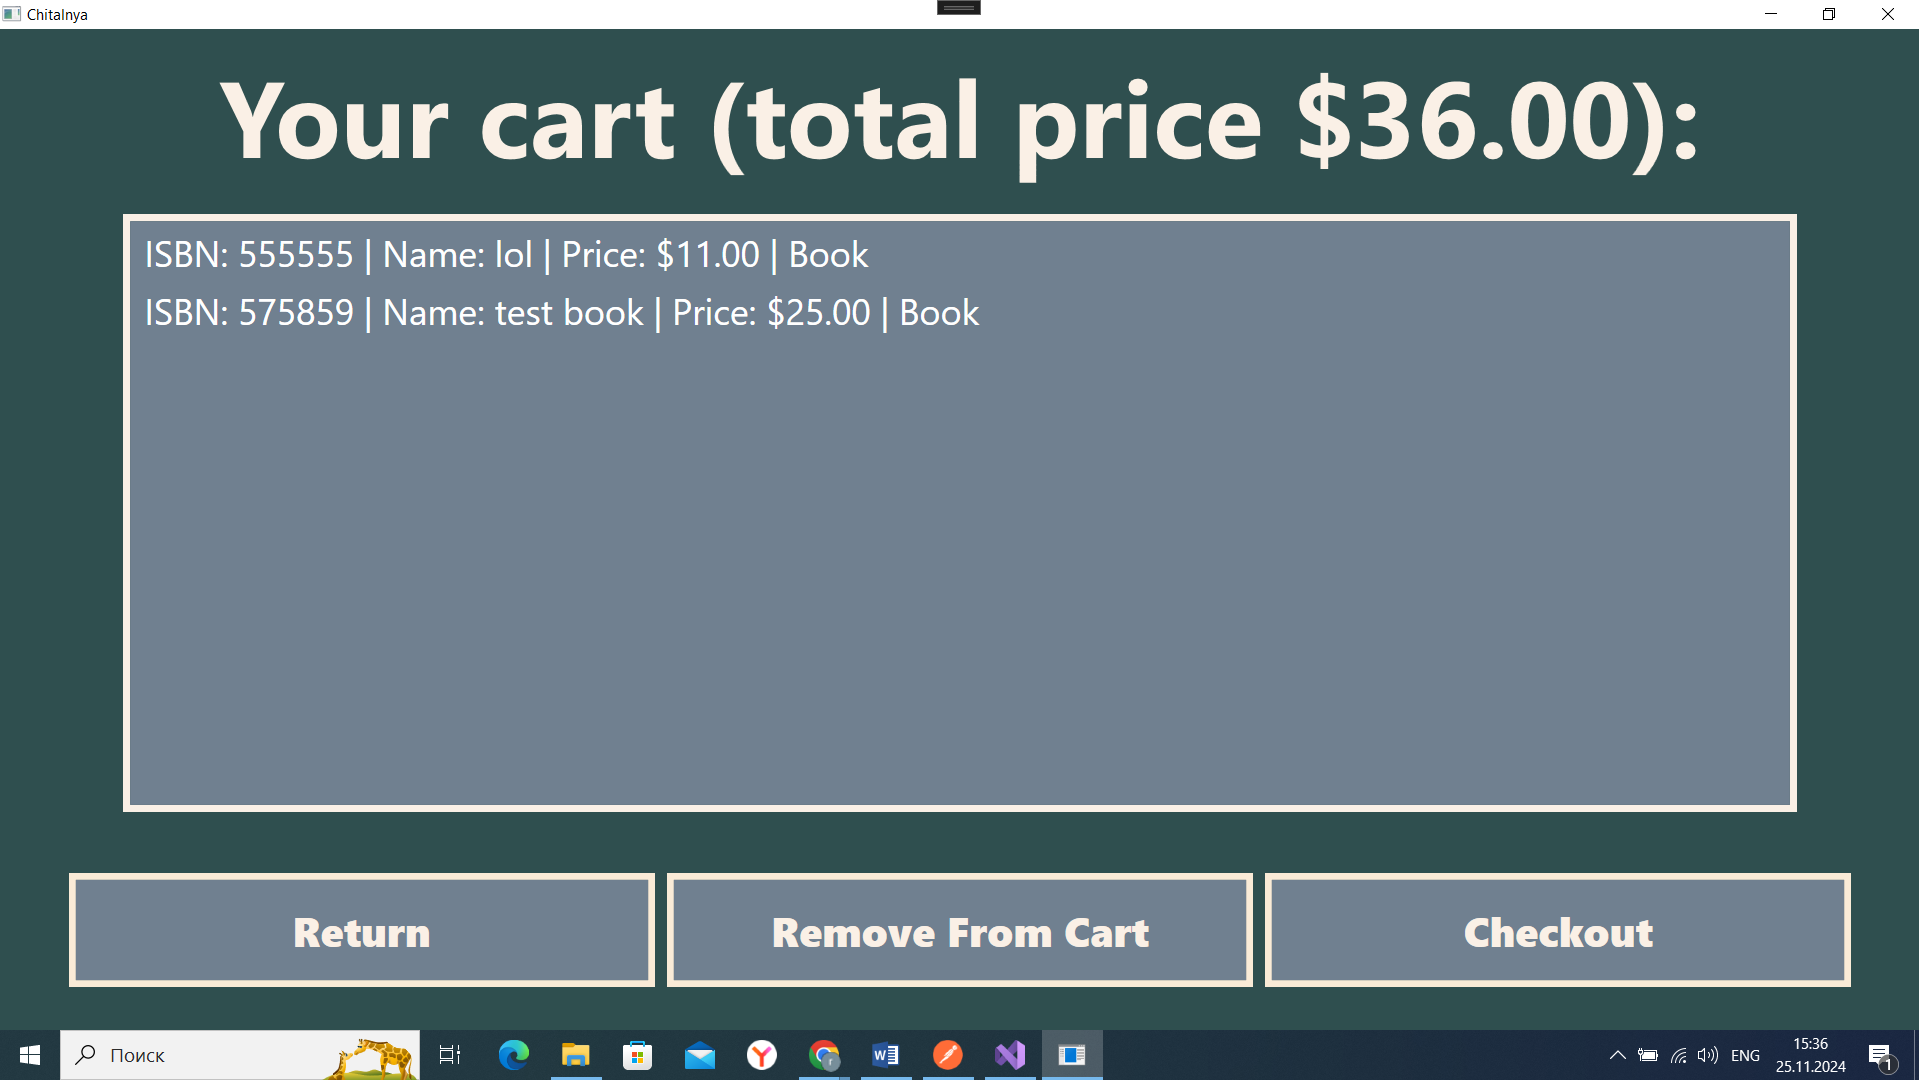 Chitalnya
Your cart (total price $36.00):
ISBN: 555555 | Name: lol | Price: $11.00 | Book
ISBN: 575859 | Name: test book | Price: $25.00 | Book
Return
Remove From Cart
Checkout
Поиск
ENG
15:36
25.11.2024
1